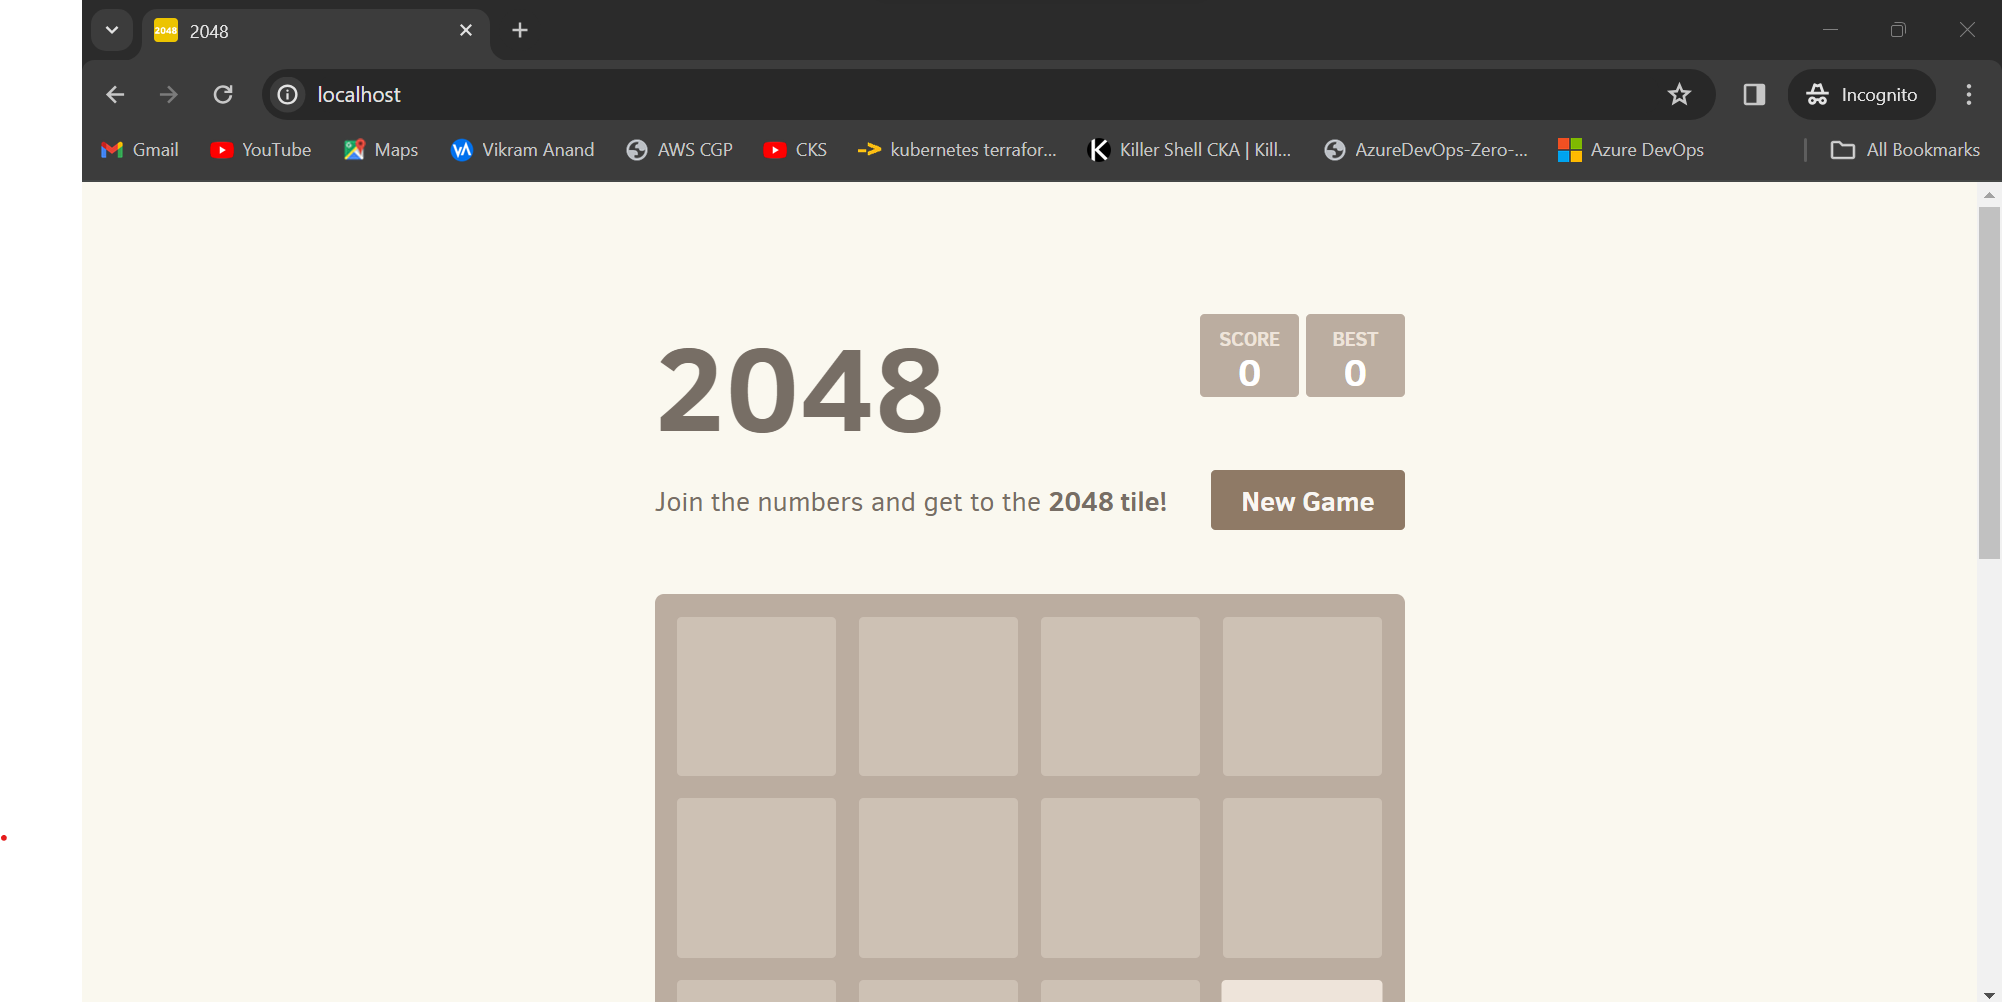 2048 2048
localhost Incognito
Gmail YouTube Maps Vikram Anand AWS CGP CKS kubernetes terrafor... Killer Shell CKA | Kill... AzureDevOps-Zero-... Azure DevOps All Bookmarks
SCORE BEST
2048 0 0
Join the numbers and get to the 2048 tile! New Game